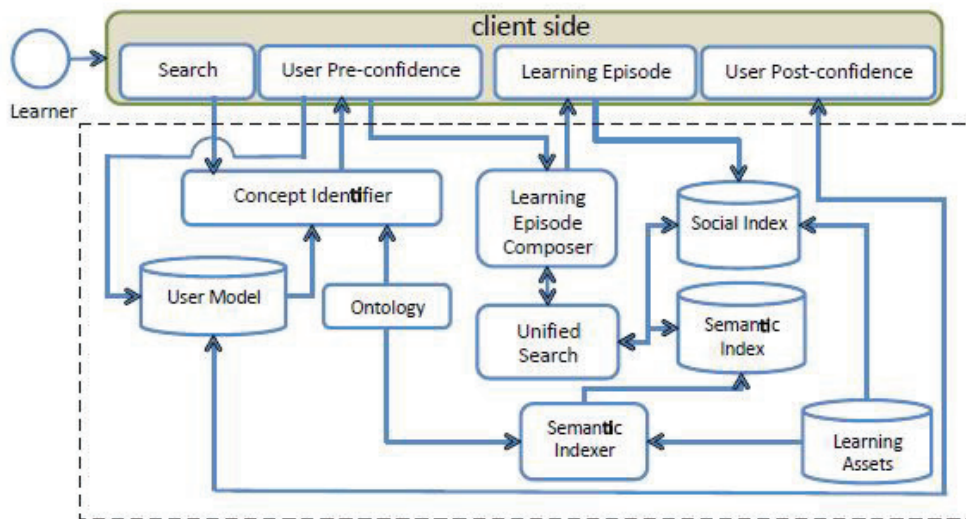 client side
Search
User Pre-confidence
Learning Episode
User Post-confidence
Learner
Concept Identifier
Learning
Episode
Composer
Social Index
User Model
Ontology
Unified
Search
Semantic
Index
Semantic
Indexer
Learning
Assets